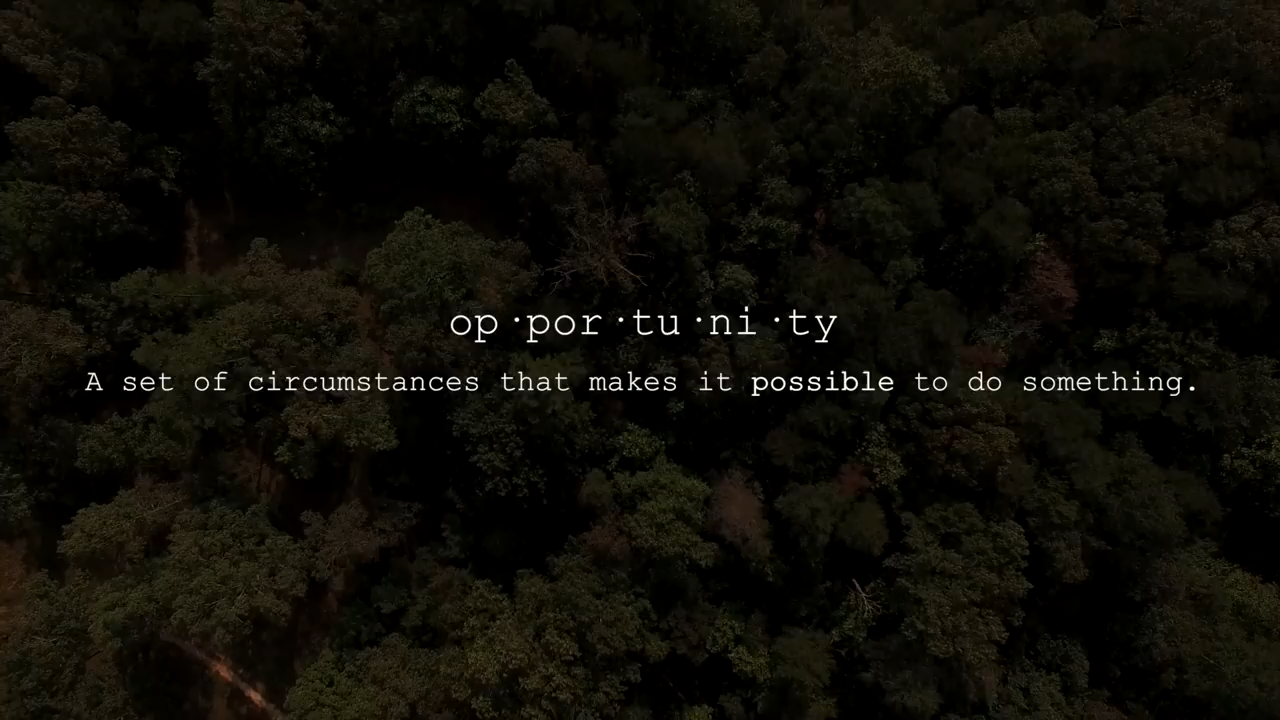 op·por·tu·ni·ty
A set of circumstances that makes it possible to do something.